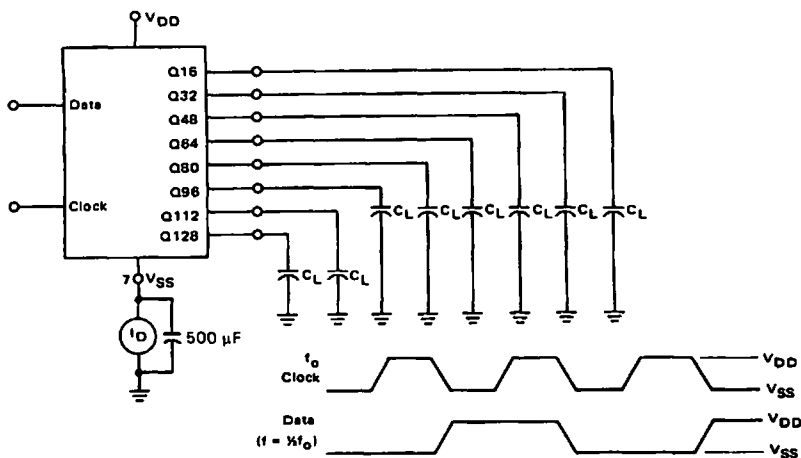 VDD
Data
Clock
Q16
Q32
Q48
Q64
Q80
Q96
Q112
Q128
CL
CL
CL
CL
CL
CL
CL
CL
7 VSS
ID
500 µF
fo
Clock
VDD
VSS
Data
(f = ½fo)
VDD
VSS